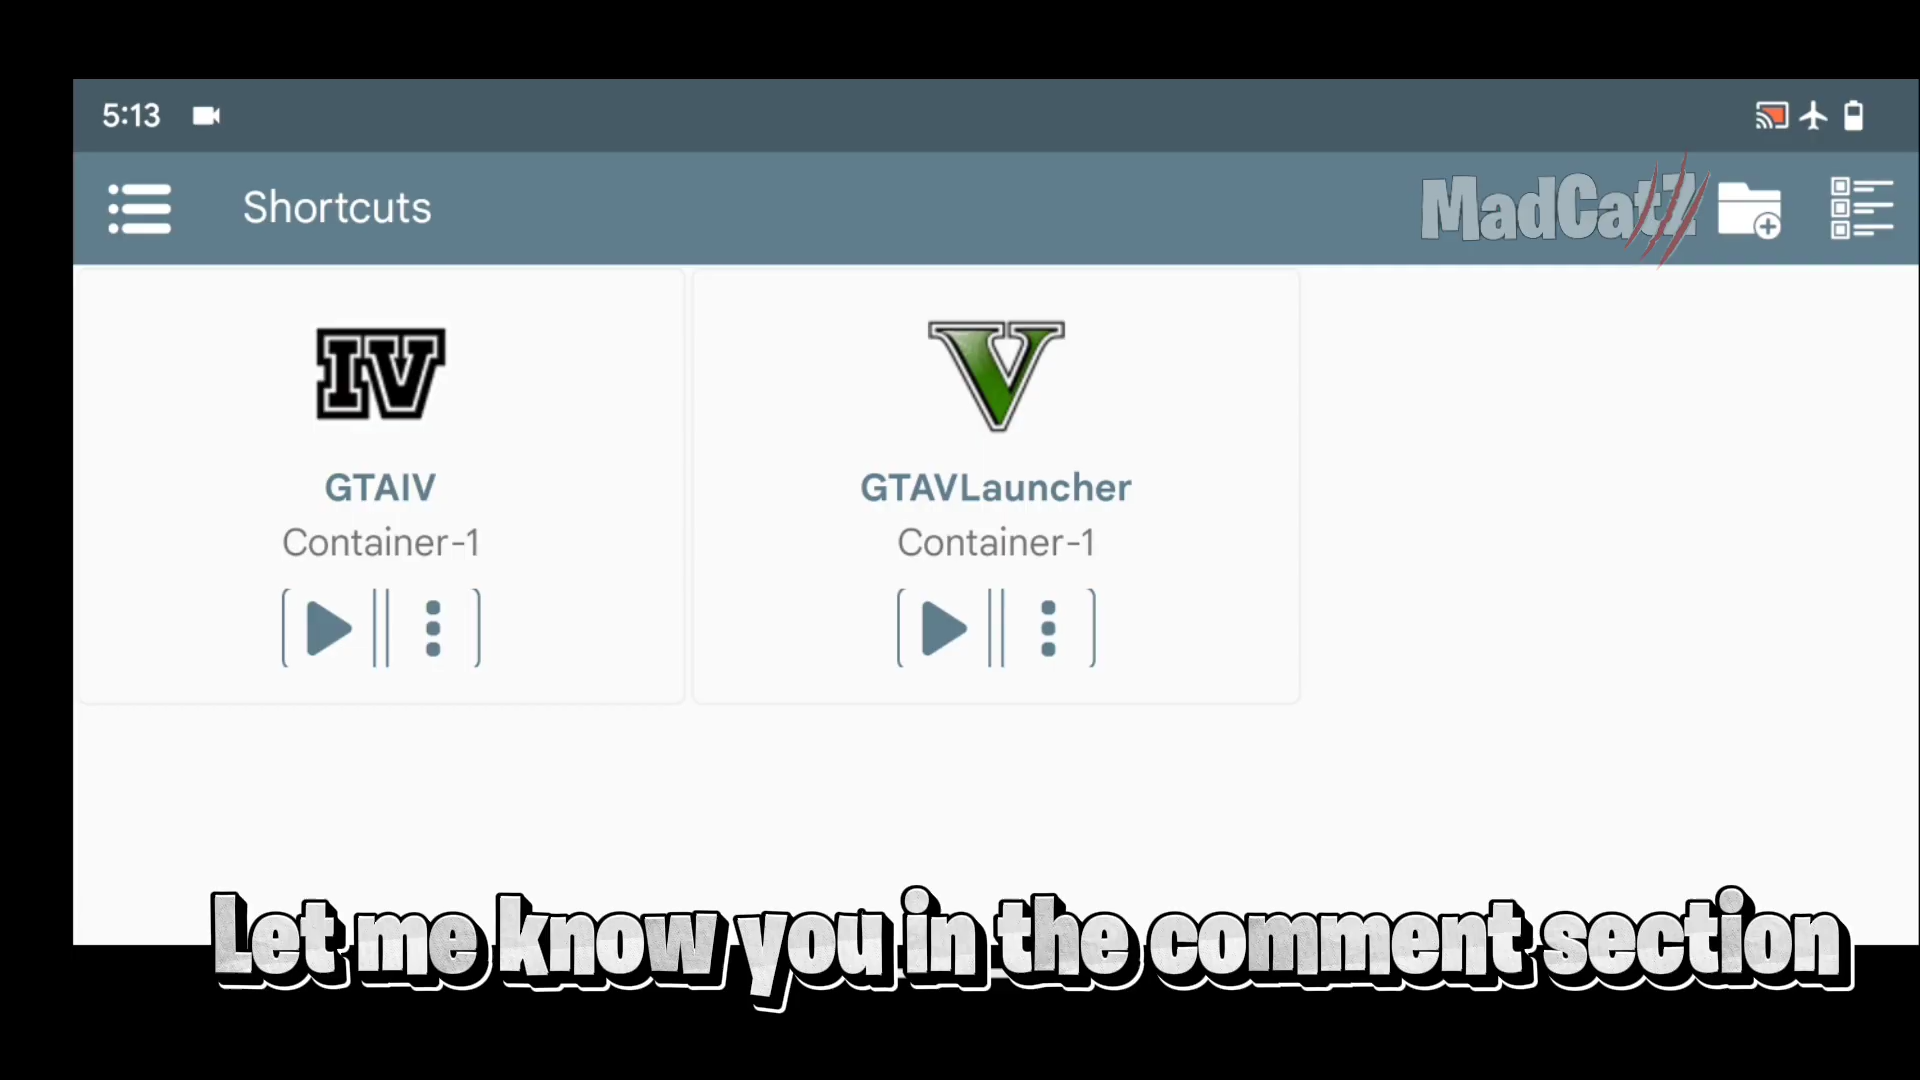 5:13
Shortcuts
MadCatZ
IV
V
GTAIV
GTAVLauncher
Container-1
Container-1
Let me know you in the comment section